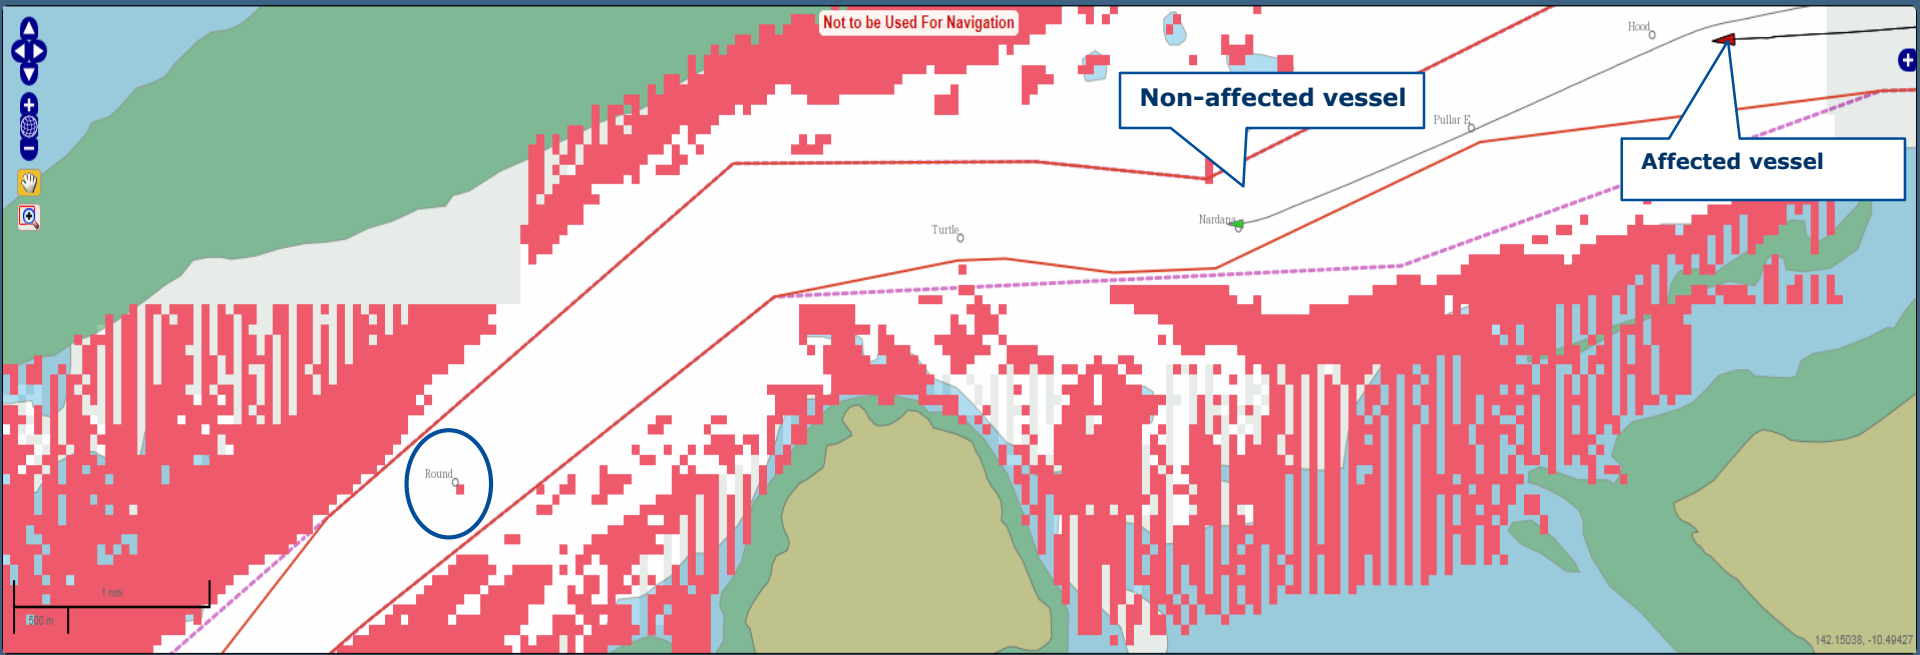 Not to be Used For Navigation
Hood
Non-affected vessel
Pullar E
Affected vessel
Nardana
Turtle
Round
1 nmi
500 m
142.15038, -10.49427